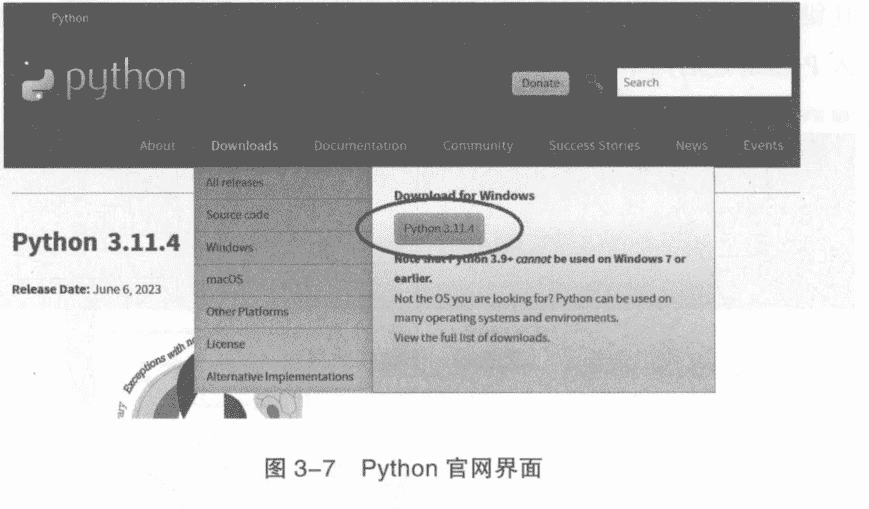 Python
python
Donate
Search
About Downloads Documentation Community Success Stories News Events
All releases
Source code
Windows
macOS
Other Platforms
License
Alternative Implementations
Download for Windows
Python 3.11.4
Note that Python 3.9+ cannot be used on Windows 7 or
earlier.
Not the OS you are looking for? Python can be used on
many operating systems and environments.
View the full list of downloads.
Python 3.11.4
Release Date: June 6, 2023
Exceptions with
图 3-7 Python 官网界面